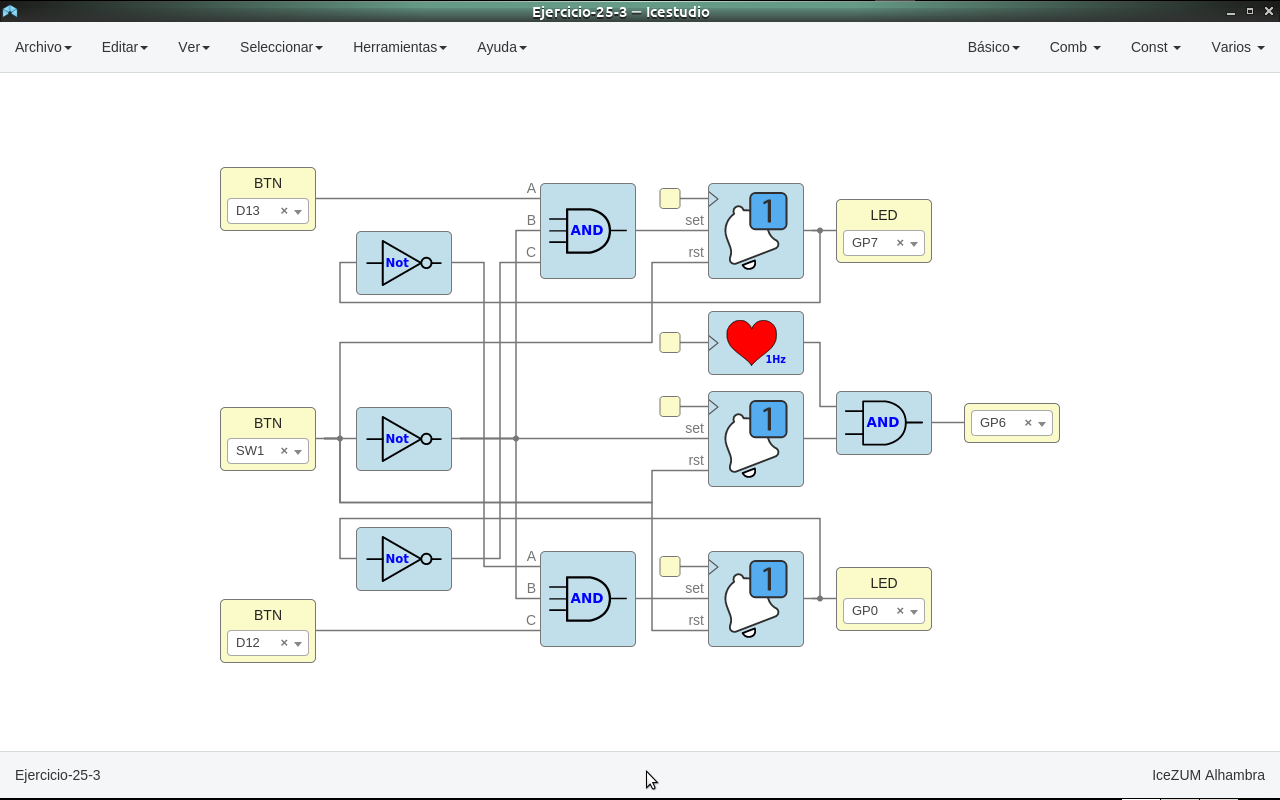 Ejercicio-25-3 — Icestudio
Archivo Editar Ver Seleccionar Herramientas Ayuda Básico Comb Const Varios
BTN
D13 ×
A
B
C
AND
set
rst
1
LED
GP7 ×
Not
1Hz
BTN
SW1 ×
Not
set
rst
1
AND
GP6 ×
Not
A
B
C
AND
set
rst
1
LED
GP0 ×
BTN
D12 ×
Ejercicio-25-3
IceZUM Alhambra